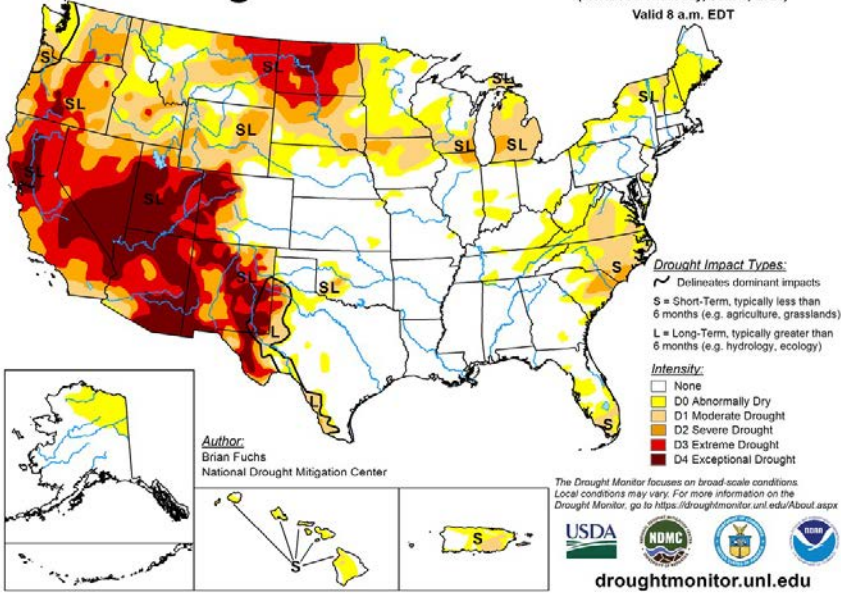 Valid 8 a.m. EDT
S
SL
SL
SL
SL
SL
SL
SL
SL
SL
SL
SL
L
L
S
S
Drought Impact Types:
Delineates dominant impacts
S = Short-Term, typically less than
6 months (e.g. agriculture, grasslands)
L = Long-Term, typically greater than
6 months (e.g. hydrology, ecology)
Intensity:
None
D0 Abnormally Dry
D1 Moderate Drought
D2 Severe Drought
D3 Extreme Drought
D4 Exceptional Drought
Author:
Brian Fuchs
National Drought Mitigation Center
S
S
The Drought Monitor focuses on broad-scale conditions.
Local conditions may vary. For more information on the
Drought Monitor, go to https://droughtmonitor.unl.edu/About.aspx
USDA
NDMC
NOAA
droughtmonitor.unl.edu